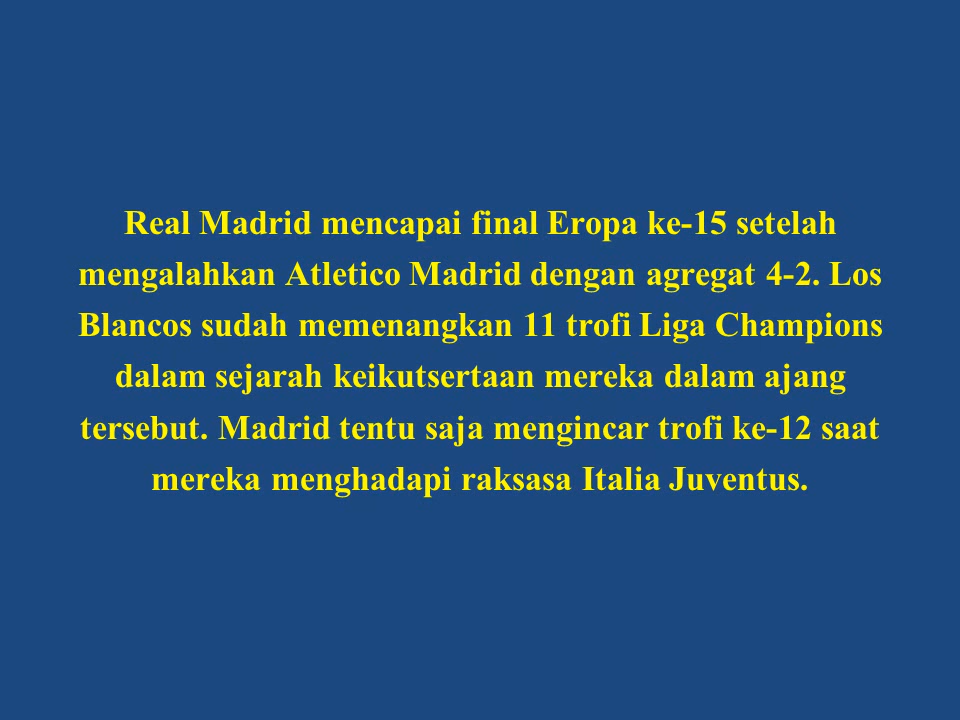 Real Madrid mencapai final Eropa ke-15 setelah
mengalahkan Atletico Madrid dengan agregat 4-2. Los
Blancos sudah memenangkan 11 trofi Liga Champions
dalam sejarah keikutsertaan mereka dalam ajang
tersebut. Madrid tentu saja mengincar trofi ke-12 saat
mereka menghadapi raksasa Italia Juventus.